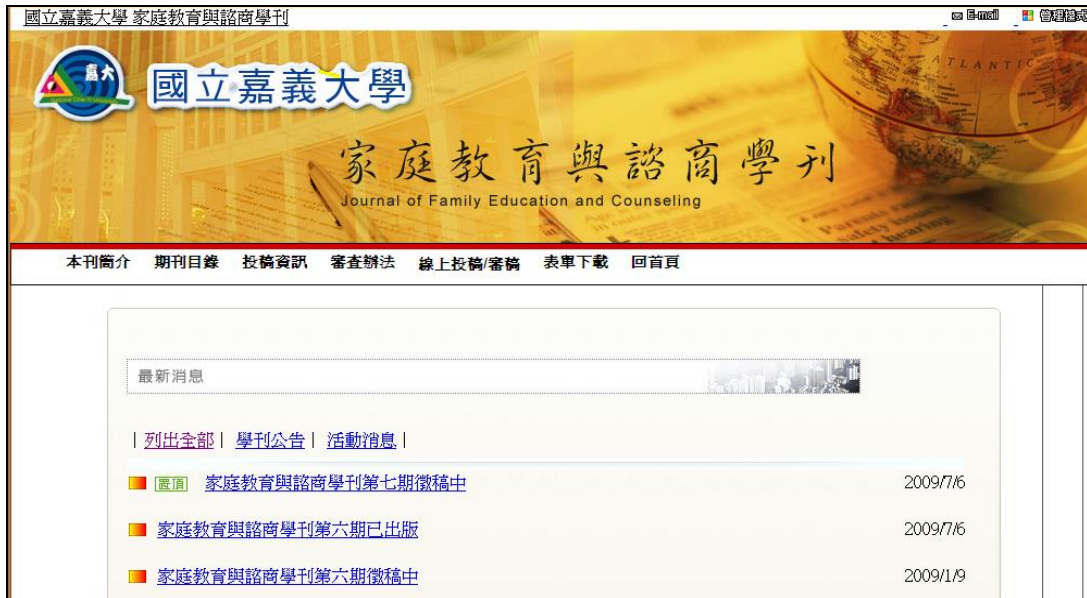 國立嘉義大學 家庭教育與諮商學刊 E-mail 管理模式
嘉大
國立嘉義大學
家庭教育與諮商學刊
Journal of Family Education and Counseling
ATLANTIC
本刊簡介 期刊目錄 投稿資訊 審查辦法 線上投稿/審稿 表單下載 回首頁
最新消息
| 列出全部 | 學刊公告 | 活動消息 |
置頂 家庭教育與諮商學刊第七期徵稿中 2009/7/6
家庭教育與諮商學刊第六期已出版 2009/7/6
家庭教育與諮商學刊第六期徵稿中 2009/1/9